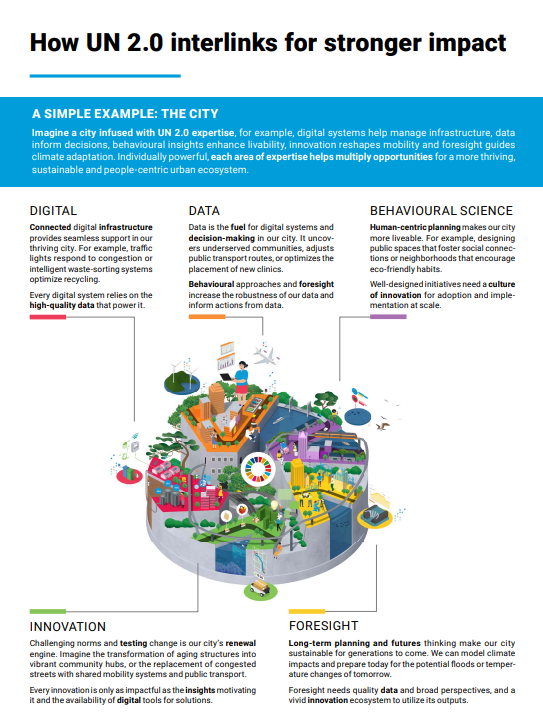 How UN 2.0 interlinks for stronger impact
A SIMPLE EXAMPLE: THE CITY
Imagine a city infused with UN 2.0 expertise, for example, digital systems help manage infrastructure, data
inform decisions, behavioural insights enhance livability, innovation reshapes mobility and foresight guides
climate adaptation. Individually powerful, each area of expertise helps multiply opportunities for a more thriving,
sustainable and people-centric urban ecosystem.
DIGITAL
Connected digital infrastructure
provides seamless support in our
thriving city. For example, traffic
lights respond to congestion or
intelligent waste-sorting systems
optimize recycling.
Every digital system relies on the
high-quality data that power it.
DATA
Data is the fuel for digital systems and
decision-making in our city. It uncov-
ers underserved communities, adjusts
public transport routes, or optimizes the
placement of new clinics.
Behavioural approaches and foresight
increase the robustness of our data and
inform actions from data.
BEHAVIOURAL SCIENCE
Human-centric planning makes our city
more liveable. For example, designing
public spaces that foster social connec-
tions or neighborhoods that encourage
eco-friendly habits.
Well-designed initiatives need a culture
of innovation for adoption and imple-
mentation at scale.
INNOVATION
Challenging norms and testing change is our city's renewal
engine. Imagine the transformation of aging structures into
vibrant community hubs, or the replacement of congested
streets with shared mobility systems and public transport.
Every innovation is only as impactful as the insights motivating
it and the availability of digital tools for solutions.
FORESIGHT
Long-term planning and futures thinking make our city
sustainable for generations to come. We can model climate
impacts and prepare today for the potential floods or temper-
ature changes of tomorrow.
Foresight needs quality data and broad perspectives, and a
vivid innovation ecosystem to utilize its outputs.